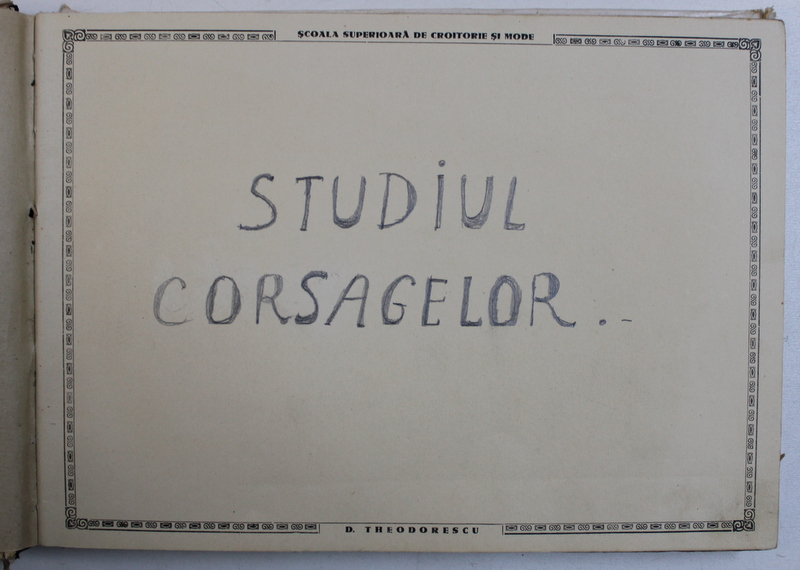 ŞCOALA SUPERIOARĂ DE CROITORIE ŞI MODE
STUDiUL
CORSAGELOR . -
D. THEODORESCU